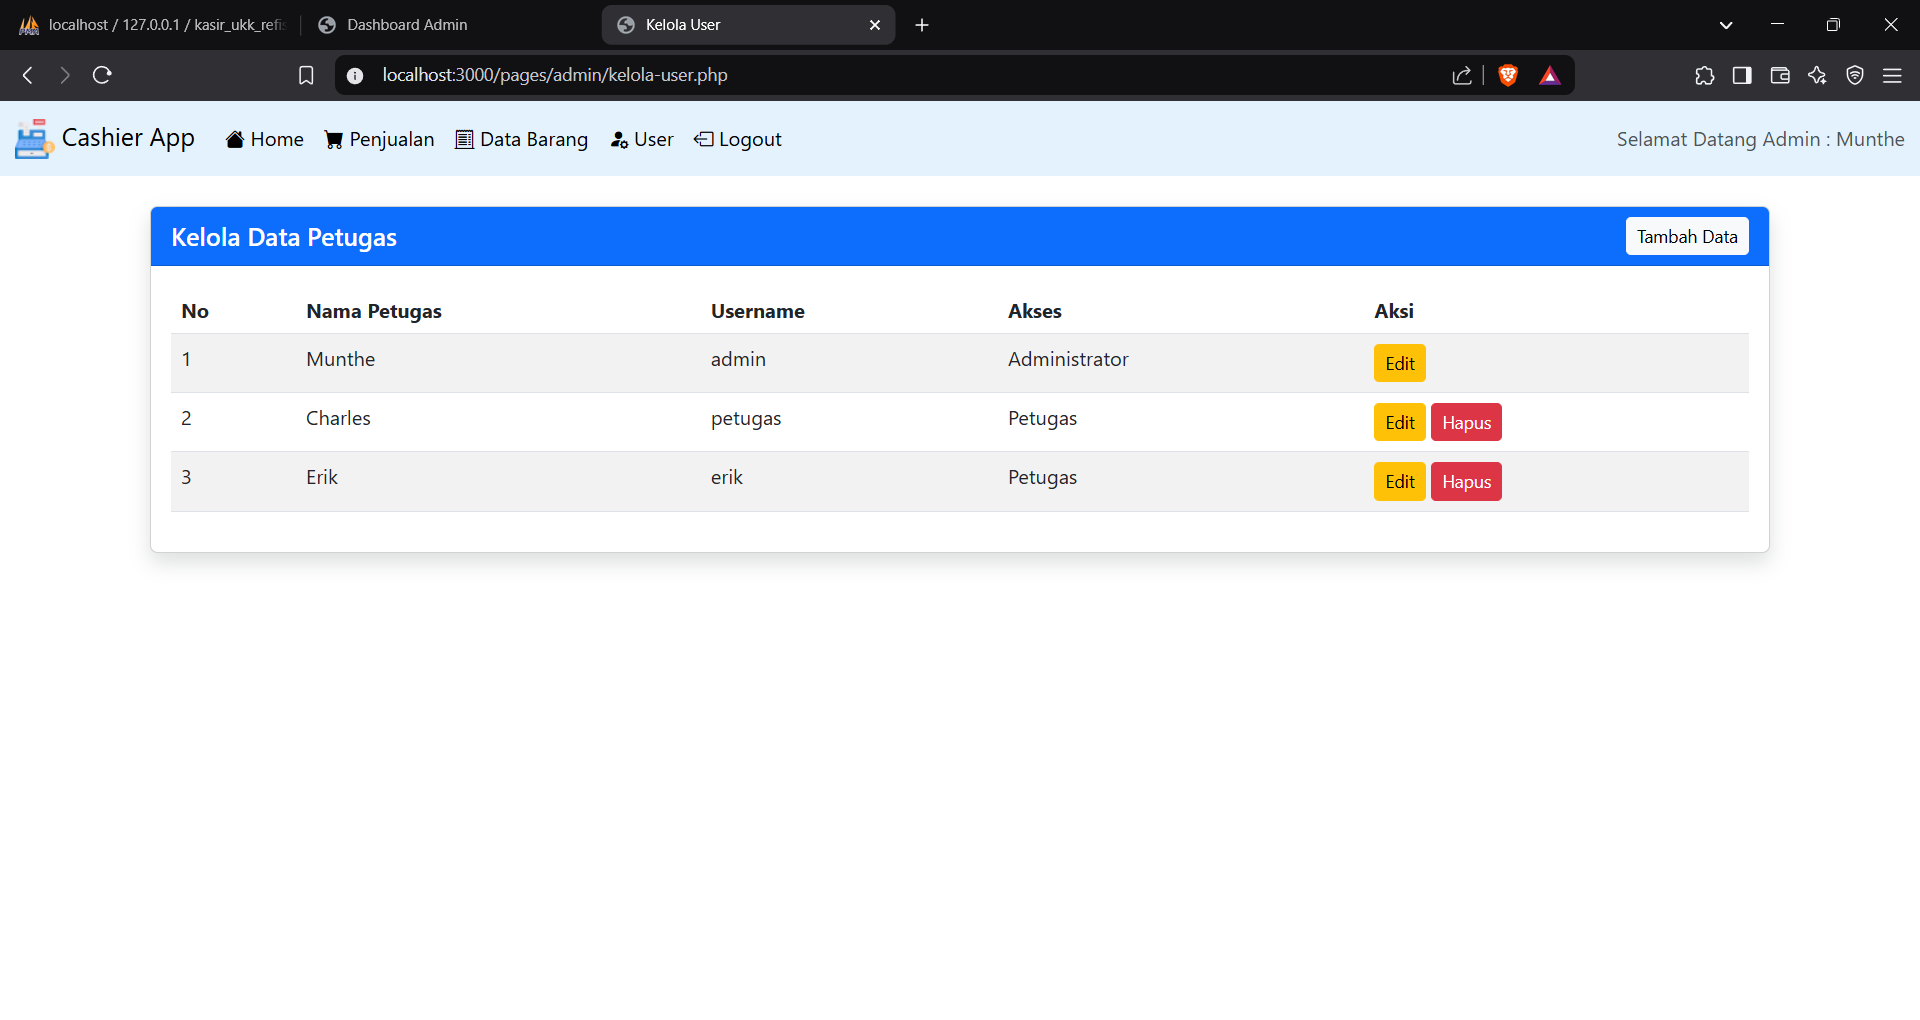 localhost / 127.0.0.1 / kasir_ukk_refis
Dashboard Admin
Kelola User
localhost:3000/pages/admin/kelola-user.php
Cashier App Home Penjualan Data Barang User Logout Selamat Datang Admin : Munthe
Kelola Data Petugas Tambah Data
No Nama Petugas Username Akses Aksi
1 Munthe admin Administrator Edit
2 Charles petugas Petugas Edit Hapus
3 Erik erik Petugas Edit Hapus